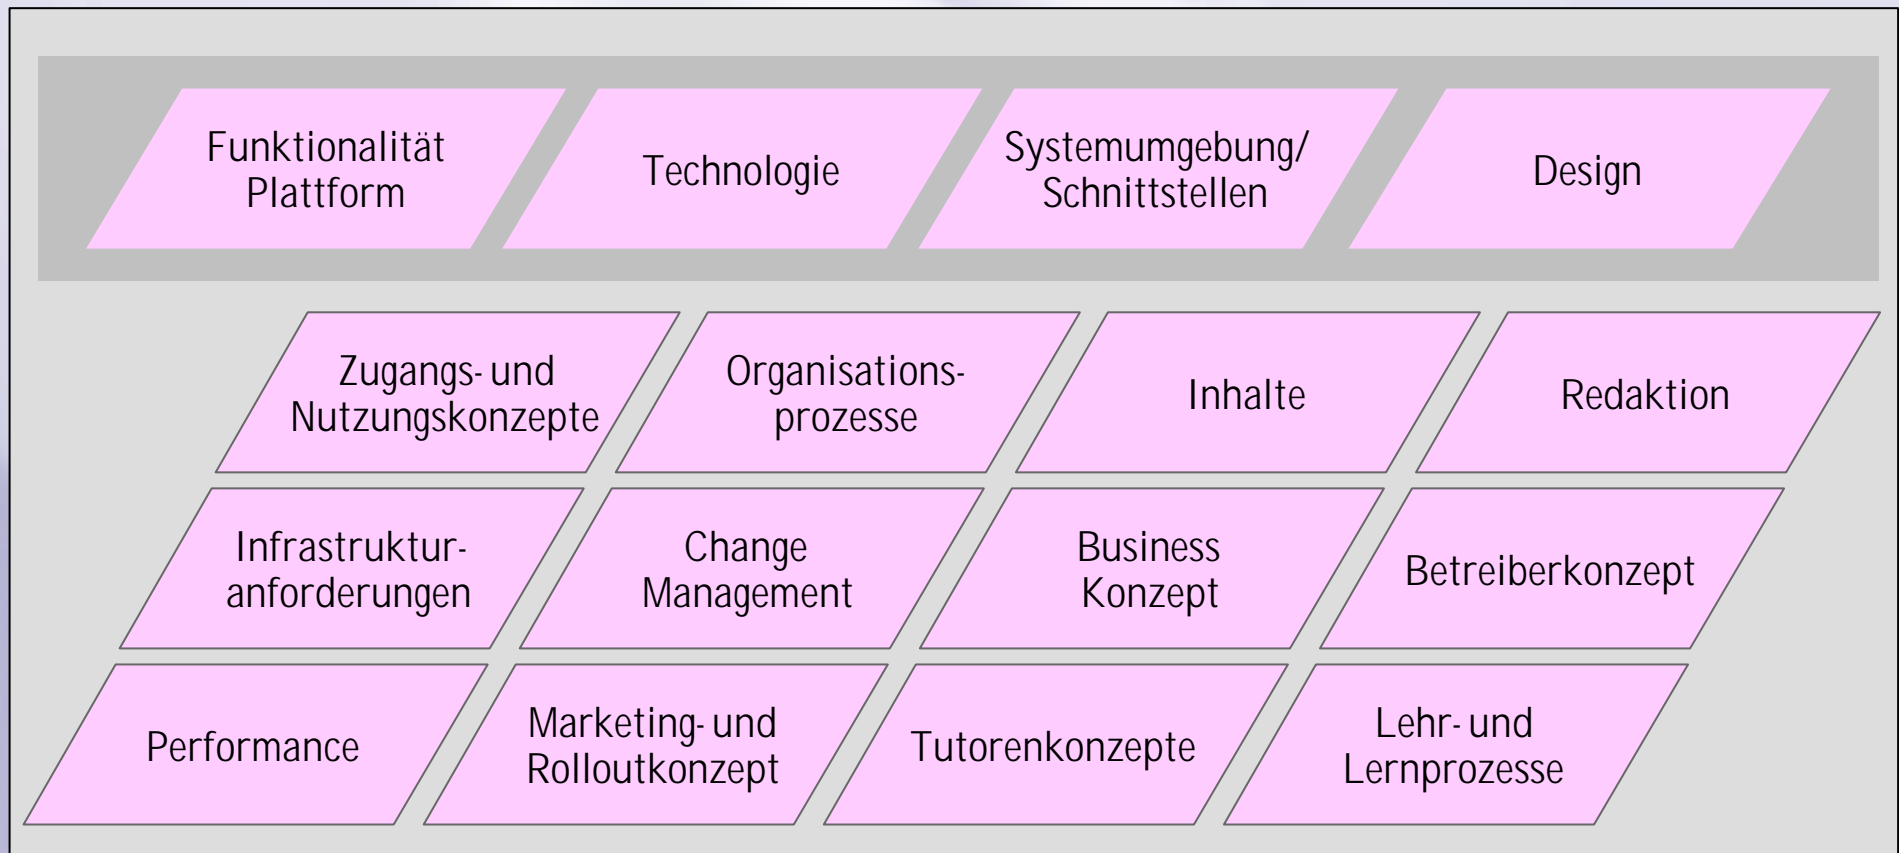 Funktionalität
Plattform
Technologie
Systemumgebung/
Schnittstellen
Design
Zugangs- und
Nutzungskonzepte
Organisations-
prozesse
Inhalte
Redaktion
Infrastruktur-
anforderungen
Change
Management
Business
Konzept
Betreiberkonzept
Performance
Marketing- und
Rolloutkonzept
Tutorenkonzepte
Lehr- und
Lernprozesse